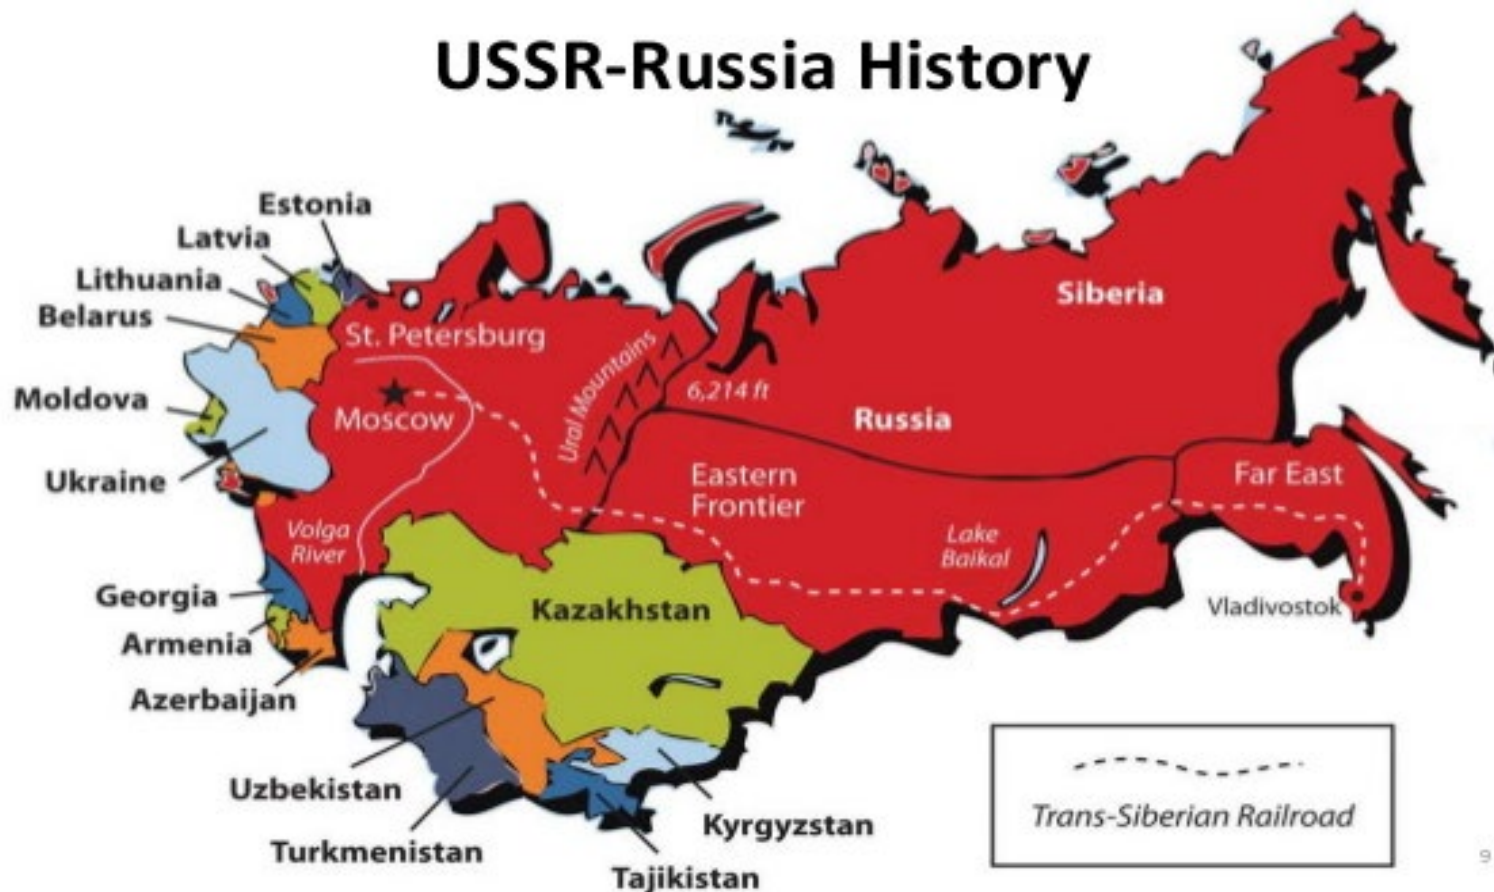 USSR-Russia History
Estonia
Latvia
Lithuania
Belarus
Moldova
Ukraine
St. Petersburg
Moscow
Ural Mountains
6,214 ft
Siberia
Russia
Eastern
Frontier
Far East
Volga
River
Lake
Baikal
Vladivostok
Georgia
Armenia
Azerbaijan
Kazakhstan
Uzbekistan
Turkmenistan
Kyrgyzstan
Tajikistan
Trans-Siberian Railroad
9